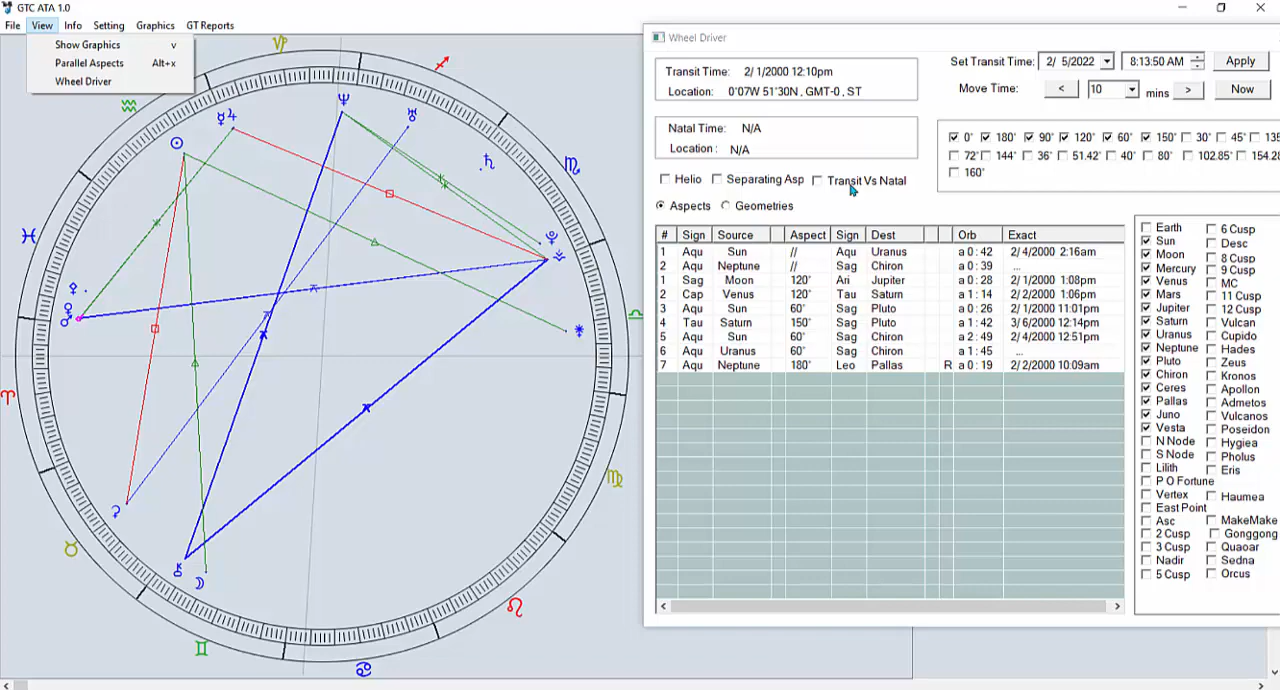 GTC ATA 1.0
File View Info Setting Graphics GT Reports
Show Graphics v
Parallel Aspects Alt+x
Wheel Driver
Wheel Driver
Transit Time: 2/ 1/2000 12:10pm
Location: 0°07W 51°30N , GMT-0 , ST
Set Transit Time: 2/ 5/2022 8:13:50 AM Apply
Move Time: < 10 mins > Now
Natal Time: N/A
Location : N/A
0° 180° 90° 120° 60° 150° 30° 45° 135
72° 144° 36° 51.42° 40° 80° 102.85° 154.28
160°
Helio Separating Asp Transit Vs Natal
Aspects Geometries
# Sign Source Aspect Sign Dest Orb Exact
1 Aqu Sun // Aqu Uranus a 0 : 42 2/ 4/2000 2:16am
2 Aqu Neptune // Sag Chiron a 0 : 39 ...
1 Sag Moon 120° Ari Jupiter a 0 : 28 2/ 1/2000 1:08pm
2 Cap Venus 120° Tau Saturn a 1 : 14 2/ 2/2000 1:06pm
3 Aqu Sun 60° Sag Pluto a 0 : 26 2/ 1/2000 11:01pm
4 Tau Saturn 150° Sag Pluto a 1 : 42 3/ 6/2000 12:14pm
5 Aqu Sun 60° Sag Chiron a 2 : 49 2/ 4/2000 12:51pm
6 Aqu Uranus 60° Sag Chiron a 1 : 45 ...
7 Aqu Neptune 180° Leo Pallas R a 0 : 19 2/ 2/2000 10:09am
Earth
Sun
Moon
Mercury
Venus
Mars
Jupiter
Saturn
Uranus
Neptune
Pluto
Chiron
Ceres
Pallas
Juno
Vesta
N Node
S Node
Lilith
P O Fortune
Vertex
East Point
Asc
2 Cusp
3 Cusp
Nadir
5 Cusp
6 Cusp
Desc
8 Cusp
9 Cusp
MC
11 Cusp
12 Cusp
Vulcan
Cupido
Hades
Zeus
Kronos
Apollon
Admetos
Vulcanos
Poseidon
Hygiea
Pholus
Eris
Haumea
MakeMake
Gonggong
Quaoar
Sedna
Orcus